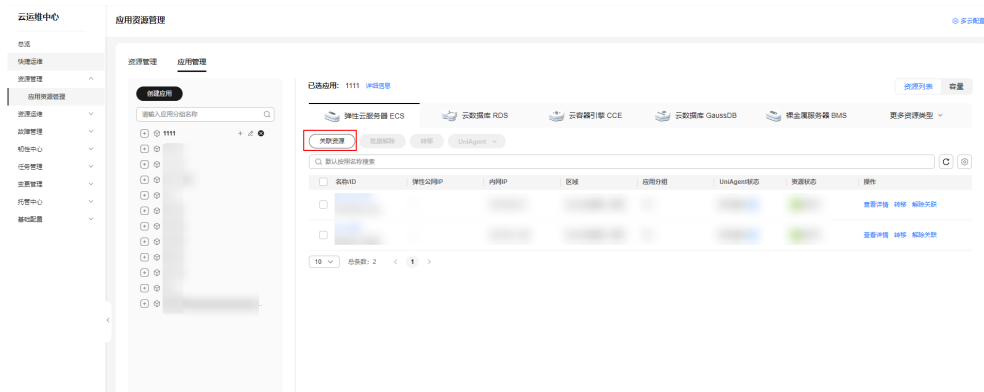 云运维中心
应用资源管理
多云配置
总览
快捷运维
资源管理
应用资源管理
资源运维
故障管理
韧性中心
任务管理
变更管理
托管中心
基础配置
资源管理 应用管理
创建应用
请输入应用分组名称
1111
已选应用: 1111 详细信息
资源列表 容量
弹性云服务器 ECS 云数据库 RDS 云容器引擎 CCE 云数据库 GaussDB 裸金属服务器 BMS 更多资源类型
关联资源 批量解除 转移 UniAgent
默认按照名称搜索
名称/ID 弹性公网IP 内网IP 区域 应用分组 UniAgent状态 资源状态 操作
查看详情 转移 解除关联
查看详情 转移 解除关联
10 总条数: 2 < 1 >